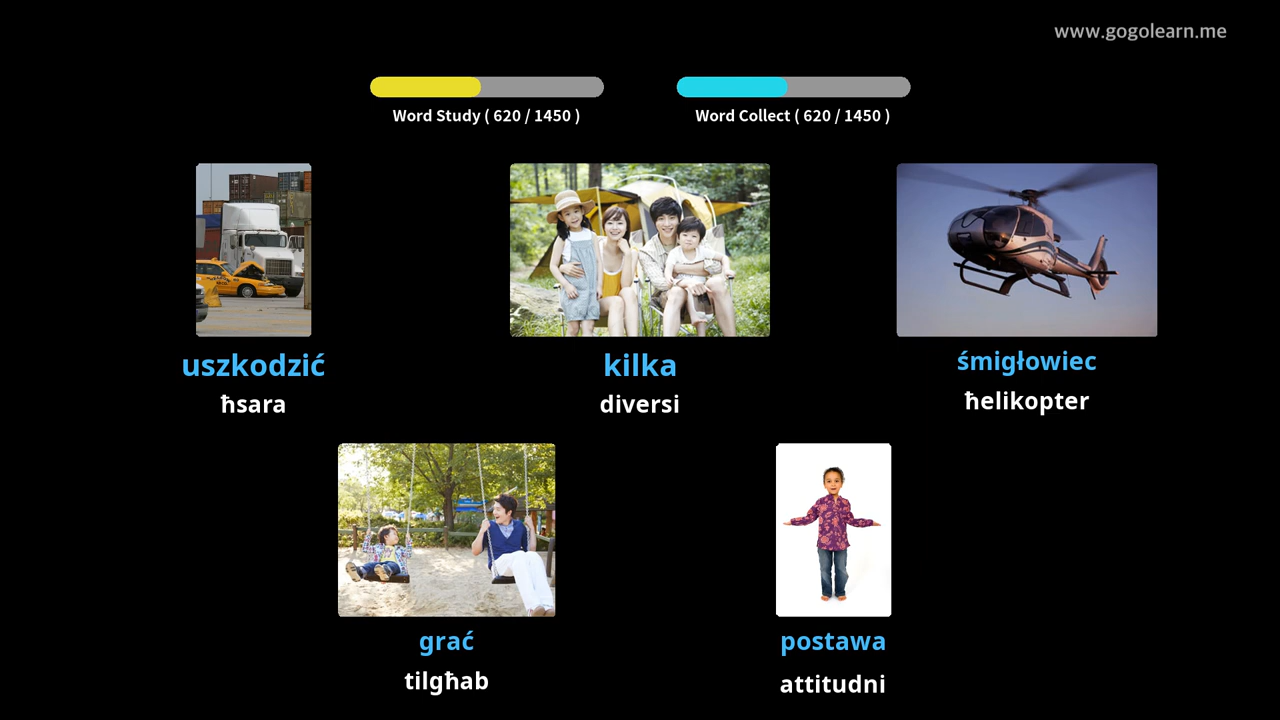 www.gogolearn.me
Word Study ( 620 / 1450 )
Word Collect ( 620 / 1450 )
uszkodzić
ħsara
kilka
diversi
śmigłowiec
ħelikopter
grać
tilgħab
postawa
attitudni